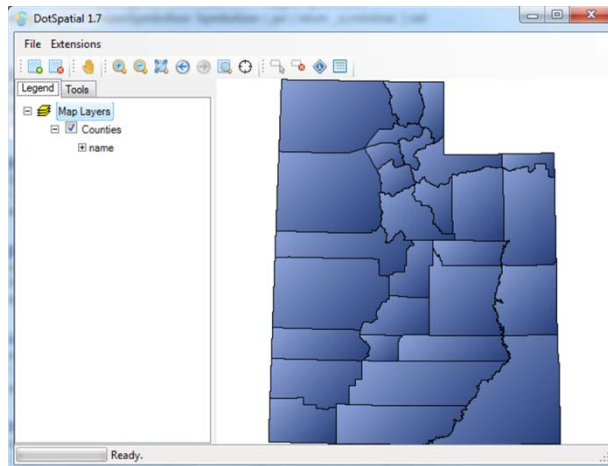 DotSpatial 1.7
File Extensions
Legend Tools
Map Layers
Counties
name
Ready.